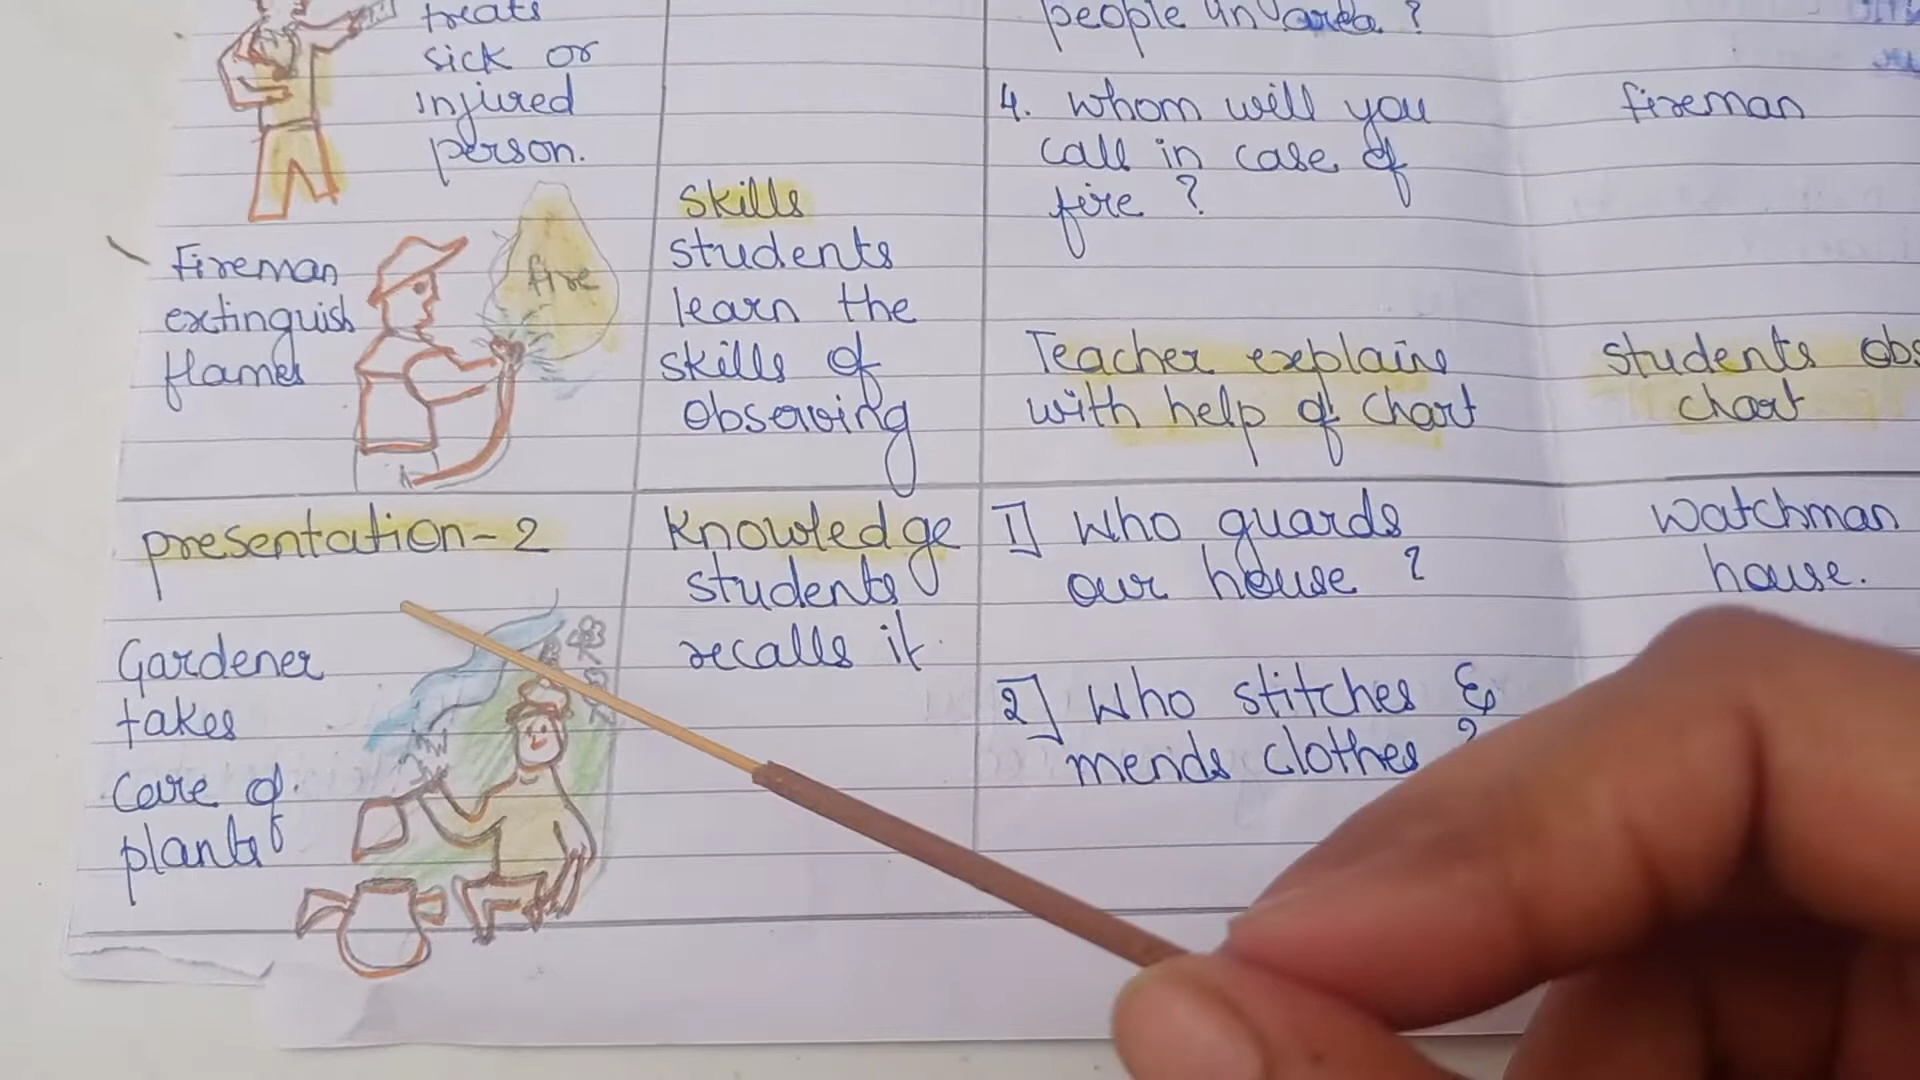 treats
sick or
injured
person.
Fireman
extinguish
flames
fire
presentation-2
Gardener
takes
care of
plants
Skills
students
learn the
skills of
observing
Knowledge
students
recalls it
people in area ?
4. whom will you
call in case of
fire ?
Teacher explains
with help of chart
1] Who guards
our house ?
2] Who stitches &
mends clothes ?
fireman
students obs
chart
watchman
house.